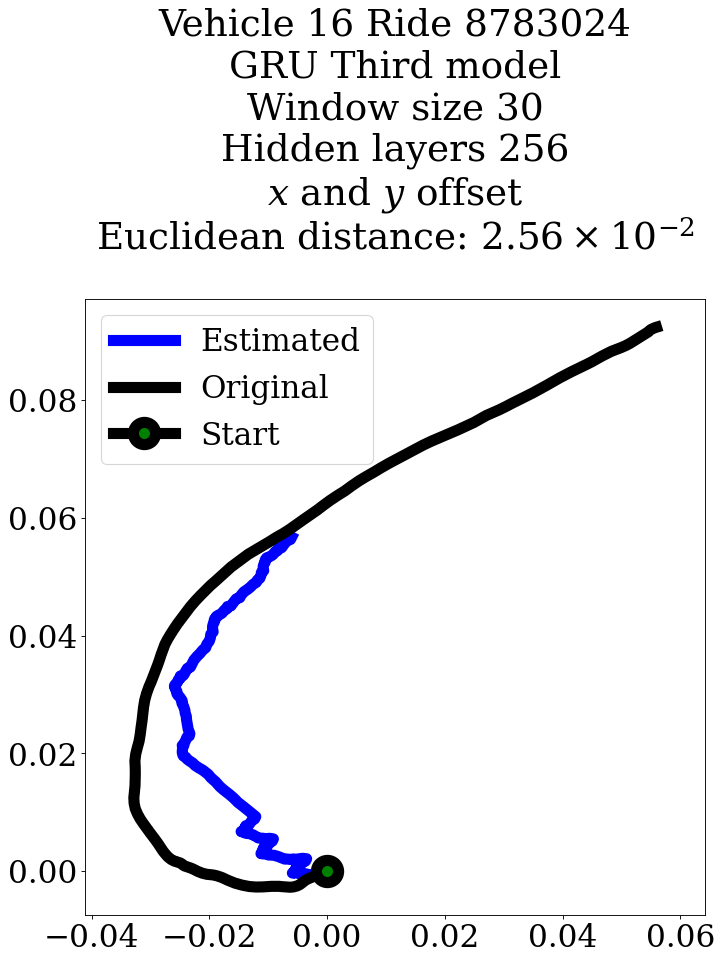 Vehicle 16 Ride 8783024
GRU Third model
Window size 30
Hidden layers 256
x and y offset
Euclidean distance: 2.56 × 10⁻²
Estimated
Original
Start
0.08
0.06
0.04
0.02
0.00
−0.04 −0.02 0.00 0.02 0.04 0.06